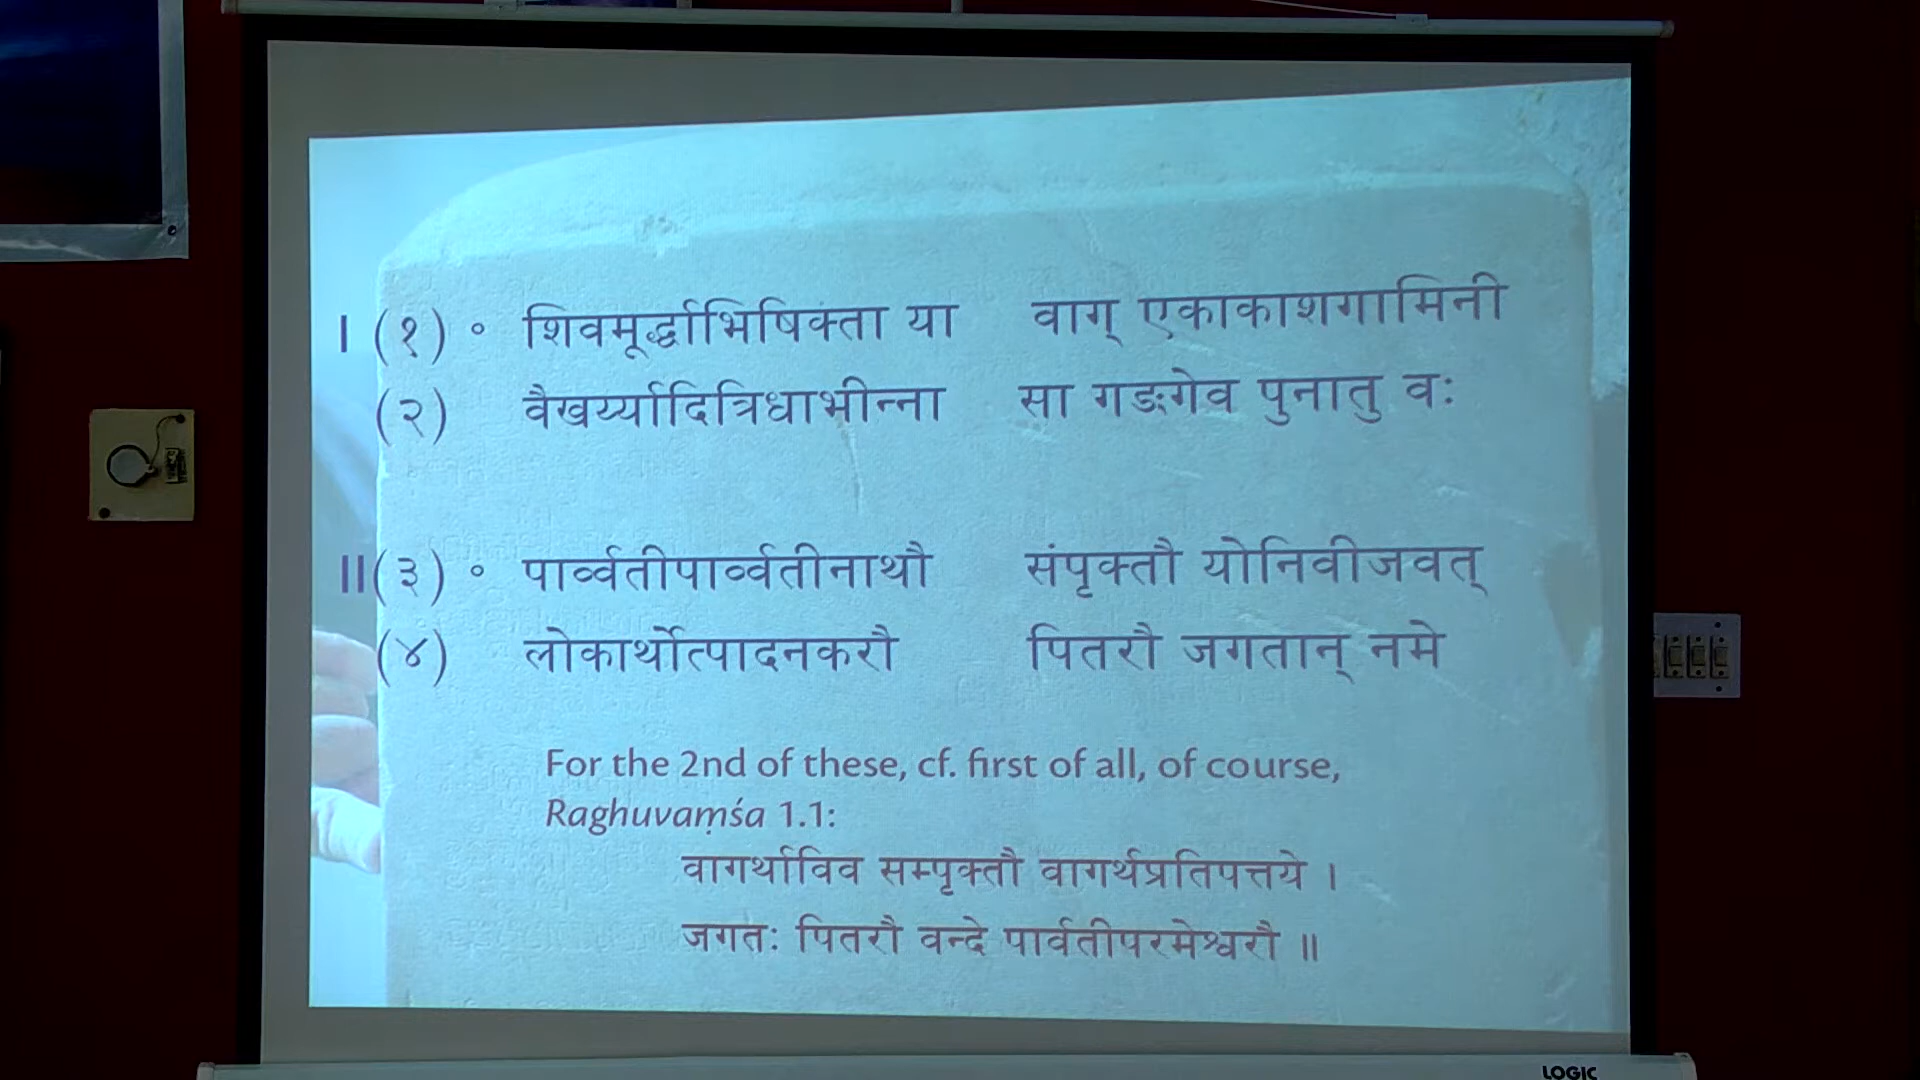 I (१) ° शिवमूर्द्धाभिषिक्ता या वाग् एकाकाशगामिनी
(२) वैखर्य्यादित्रिधाभीन्ना सा गङ्गेव पुनातु वः
II (३) ° पार्व्वतीपार्व्वतीनाथौ संपृक्तौ योनिवीजवत्
(४) लोकार्थोत्पादनकरौ पितरौ जगतान् नमे
For the 2nd of these, cf. first of all, of course,
Raghuvaṃśa 1.1:
वागर्थाविव सम्पृक्तौ वागर्थप्रतिपत्तये ।
जगतः पितरौ वन्दे पार्वतीपरमेश्वरौ ॥
LOGIC